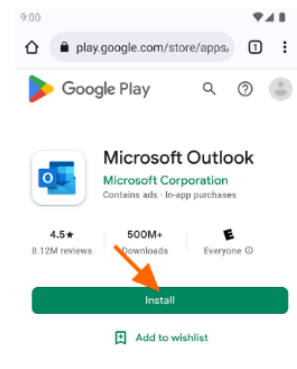 9:00
play.google.com/store/apps/
1
Google Play
Microsoft Outlook
Microsoft Corporation
Contains ads · In-app purchases
4.5★ 500M+ E
8.12M reviews Downloads Everyone
Install
Add to wishlist